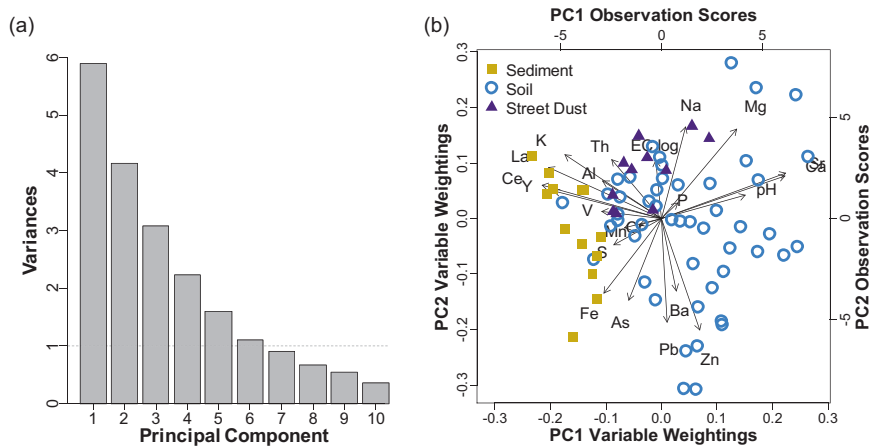 (a)
Variances
6
5
4
3
2
1
0
1 2 3 4 5 6 7 8 9 10
Principal Component
(b)
PC1 Observation Scores
-5 0 5
Sediment
Soil
Street Dust
Na
Mg
K
Th
EC log
La
Al
Sr
Ca
Ce
Y
pH
P
V
Mn
S
Fe
As
Ba
Pb
Zn
PC2 Variable Weightings
0.3
0.2
0.1
0.0
-0.1
-0.2
-0.3
PC2 Observation Scores
5
0
-5
-0.3 -0.2 -0.1 0.0 0.1 0.2 0.3
PC1 Variable Weightings